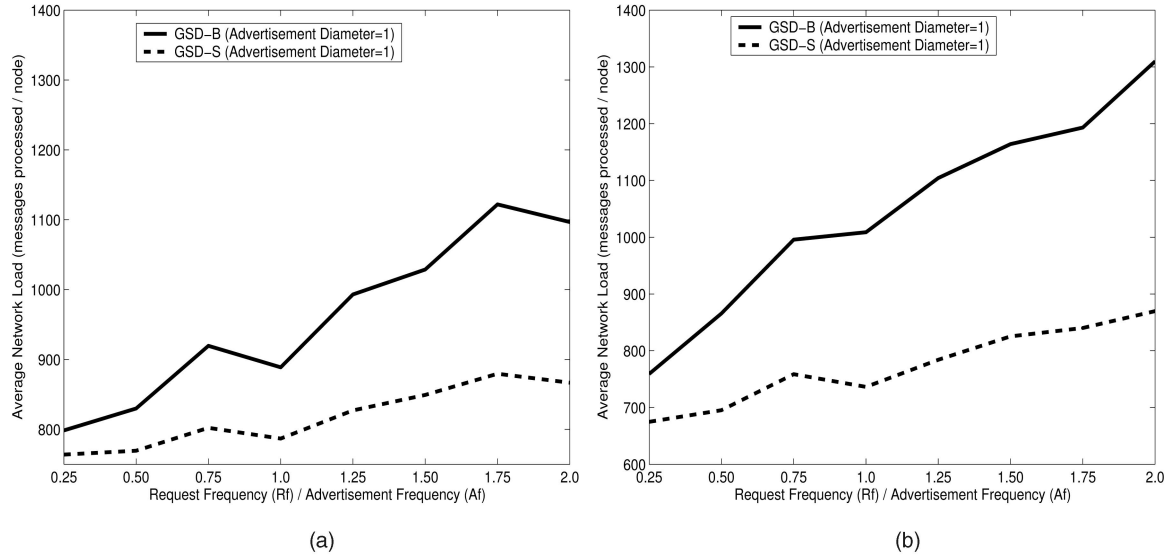 1400
1300
1200
1100
1000
900
800
Average Network Load (messages processed / node)
GSD−B (Advertisement Diameter=1)
GSD−S (Advertisement Diameter=1)
0.25 0.50 0.75 1.0 1.25 1.50 1.75 2.0
Request Frequency (Rf) / Advertisement Frequency (Af)
(a)
1400
1300
1200
1100
1000
900
800
700
600
Average Network Load (messages processed / node)
GSD−B (Advertisement Diameter=1)
GSD−S (Advertisement Diameter=1)
0.25 0.50 0.75 1.0 1.25 1.50 1.75 2.0
Request Frequency (Rf) / Advertisement Frequency (Af)
(b)